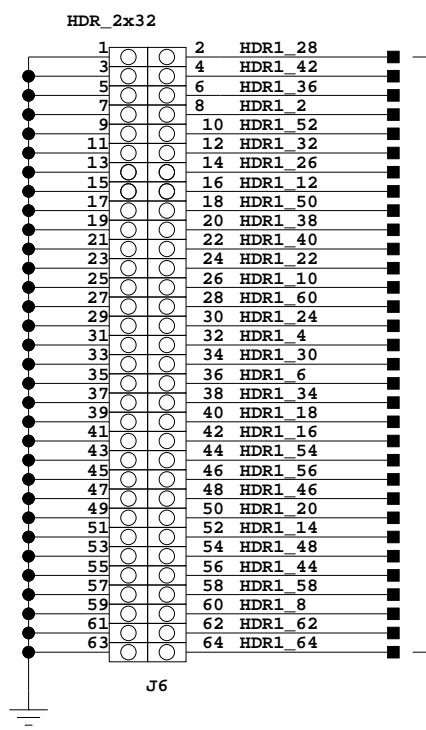 HDR_2x32
1 2 HDR1_28
3 4 HDR1_42
5 6 HDR1_36
7 8 HDR1_2
9 10 HDR1_52
11 12 HDR1_32
13 14 HDR1_26
15 16 HDR1_12
17 18 HDR1_50
19 20 HDR1_38
21 22 HDR1_40
23 24 HDR1_22
25 26 HDR1_10
27 28 HDR1_60
29 30 HDR1_24
31 32 HDR1_4
33 34 HDR1_30
35 36 HDR1_6
37 38 HDR1_34
39 40 HDR1_18
41 42 HDR1_16
43 44 HDR1_54
45 46 HDR1_56
47 48 HDR1_46
49 50 HDR1_20
51 52 HDR1_14
53 54 HDR1_48
55 56 HDR1_44
57 58 HDR1_58
59 60 HDR1_8
61 62 HDR1_62
63 64 HDR1_64
J6